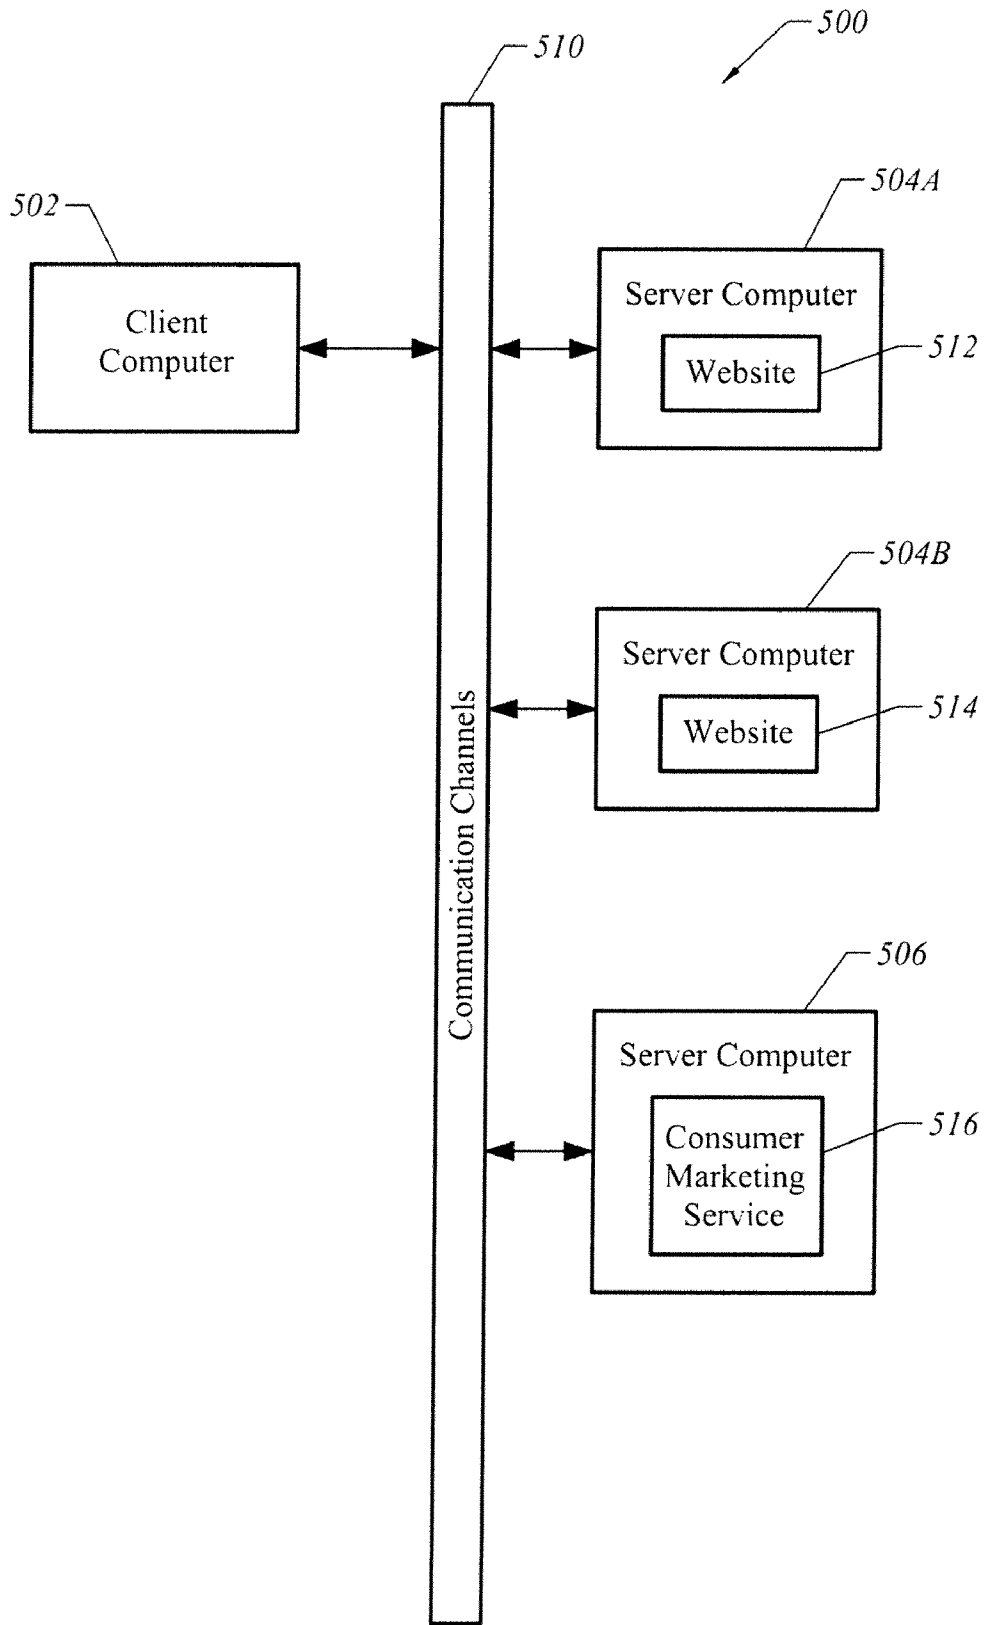 500
510
504A
502
Server Computer
Client
Computer
512
Website
504B
Server Computer
514
Website
Communication Channels
506
Server Computer
516
Consumer
Marketing
Service